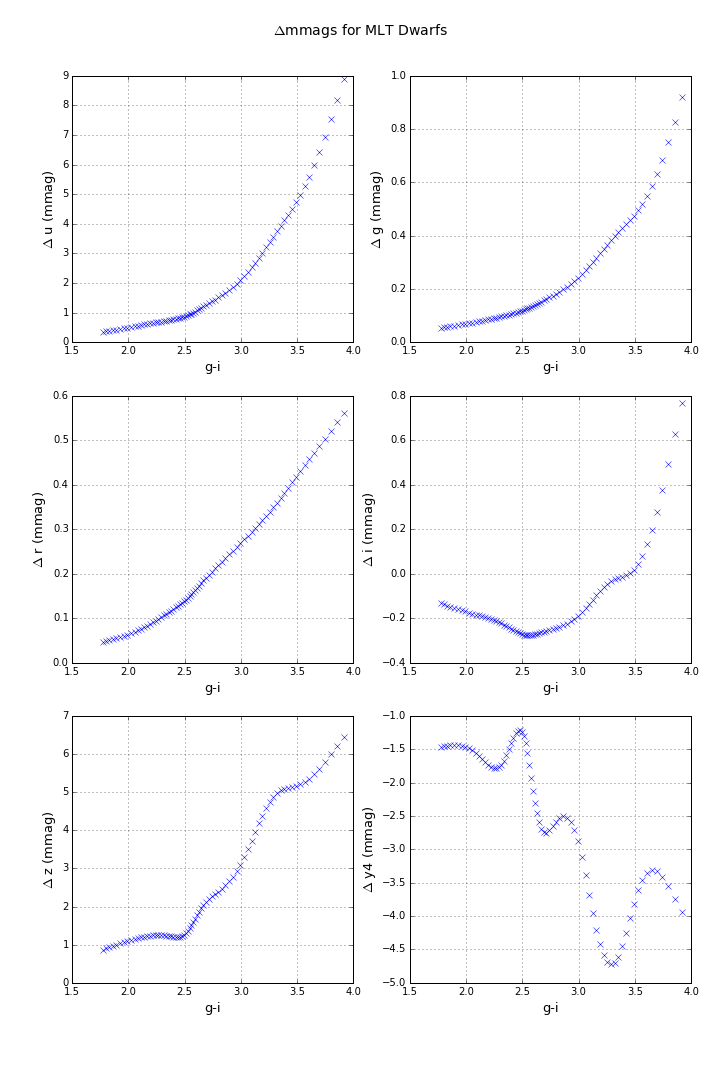 Δmmags for MLT Dwarfs
9
8
7
6
5
4
3
2
1
0
Δ u (mmag)
1.5 2.0 2.5 3.0 3.5 4.0
g-i
1.0
0.8
0.6
0.4
0.2
0.0
Δ g (mmag)
1.5 2.0 2.5 3.0 3.5 4.0
g-i
0.6
0.5
0.4
0.3
0.2
0.1
0.0
Δ r (mmag)
1.5 2.0 2.5 3.0 3.5 4.0
g-i
0.8
0.6
0.4
0.2
0.0
−0.2
−0.4
Δ i (mmag)
1.5 2.0 2.5 3.0 3.5 4.0
g-i
7
6
5
4
3
2
1
0
Δ z (mmag)
1.5 2.0 2.5 3.0 3.5 4.0
g-i
−1.0
−1.5
−2.0
−2.5
−3.0
−3.5
−4.0
−4.5
−5.0
Δ y4 (mmag)
1.5 2.0 2.5 3.0 3.5 4.0
g-i